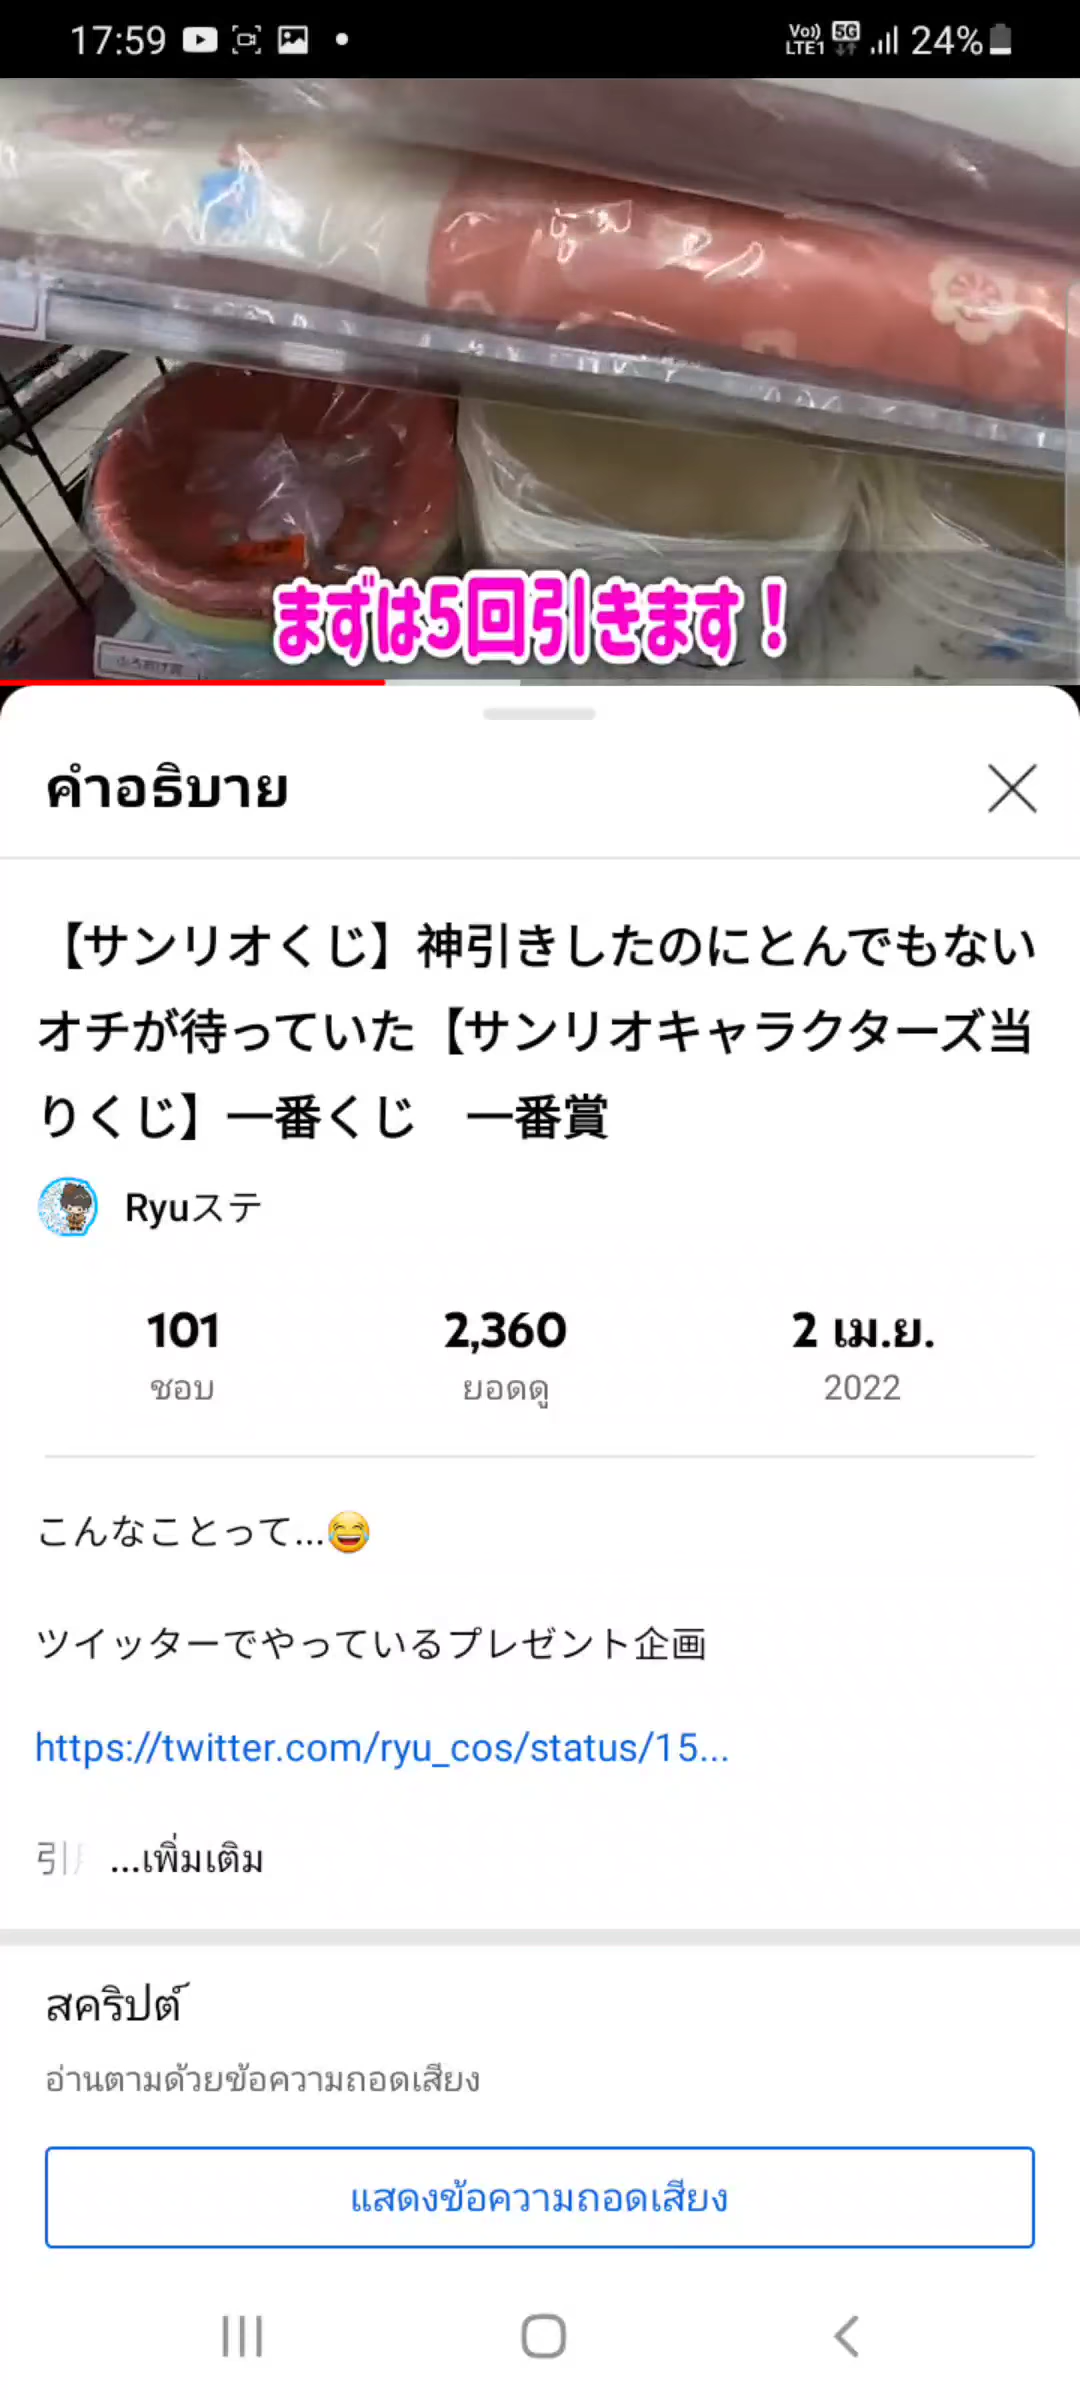 17:59
Vo)) LTE1 5G 24%
まずは5回引きます！
คำอธิบาย
【サンリオくじ】神引きしたのにとんでもない
オチが待っていた【サンリオキャラクターズ当
りくじ】一番くじ　一番賞
Ryuステ
101 2,360 2 เม.ย.
ชอบ ยอดดู 2022
こんなことって...😂
ツイッターでやっているプレゼント企画
https://twitter.com/ryu_cos/status/15...
引 ...เพิ่มเติม
สคริปต์
อ่านตามด้วยข้อความถอดเสียง
แสดงข้อความถอดเสียง